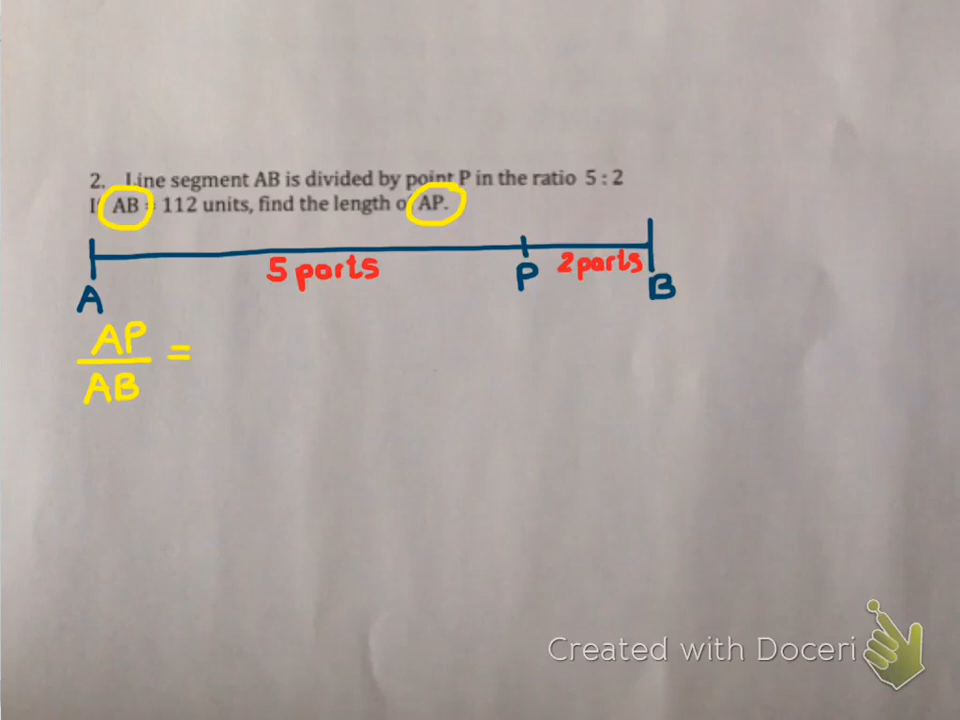 2. Line segment AB is divided by point P in the ratio 5 : 2
If AB = 112 units, find the length of AP.
5 parts
2 parts
A
P
B
AP
AB
=
Created with Doceri